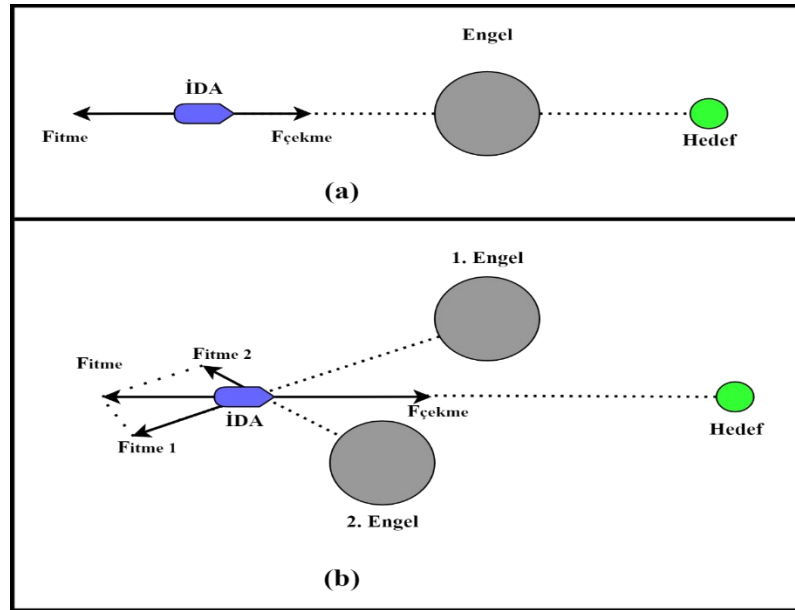 Engel
İDA
Fitme
Fçekme
Hedef
(a)
1. Engel
Fitme 2
Fitme
Fçekme
Hedef
İDA
Fitme 1
2. Engel
(b)